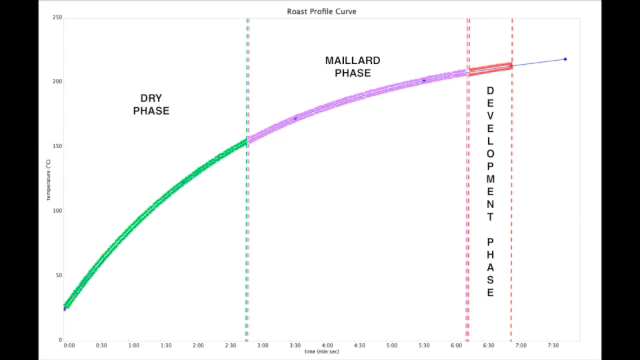 Roast Profile Curve
250
200
150
100
50
0
temperature (°C)
DRY
PHASE
MAILLARD
PHASE
DEVELOPMENT PHASE
0:00 0:30 1:00 1:30 2:00 2:30 3:00 3:30 4:00 4:30 5:00 5:30 6:00 6:30 7:00 7:30
time (min:sec)